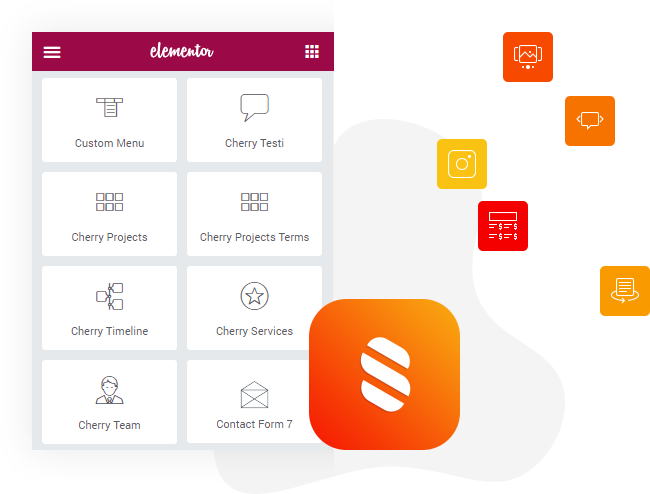 elementor
Custom Menu
Cherry Testi
Cherry Projects
Cherry Projects Terms
Cherry Timeline
Cherry Services
Cherry Team
Contact Form 7